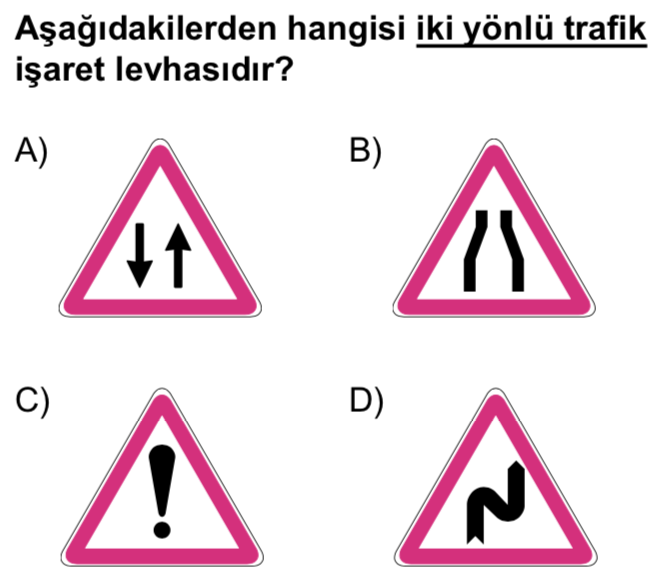 Aşağıdakilerden hangisi iki yönlü trafik
işaret levhasıdır?
A)
B)
C)
D)